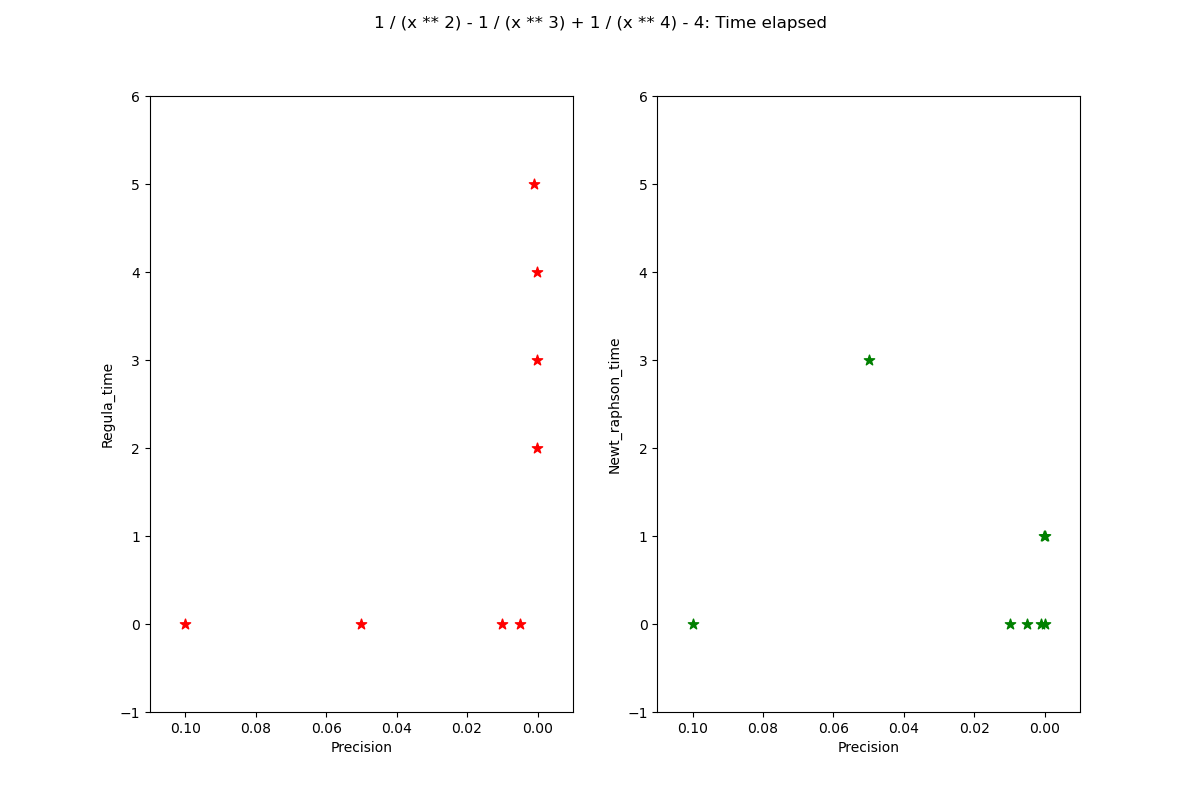 1 / (x ** 2) - 1 / (x ** 3) + 1 / (x ** 4) - 4: Time elapsed
6
5
4
3
2
1
0
−1
Regula_time
0.10 0.08 0.06 0.04 0.02 0.00
Precision
6
5
4
3
2
1
0
−1
Newt_raphson_time
0.10 0.08 0.06 0.04 0.02 0.00
Precision